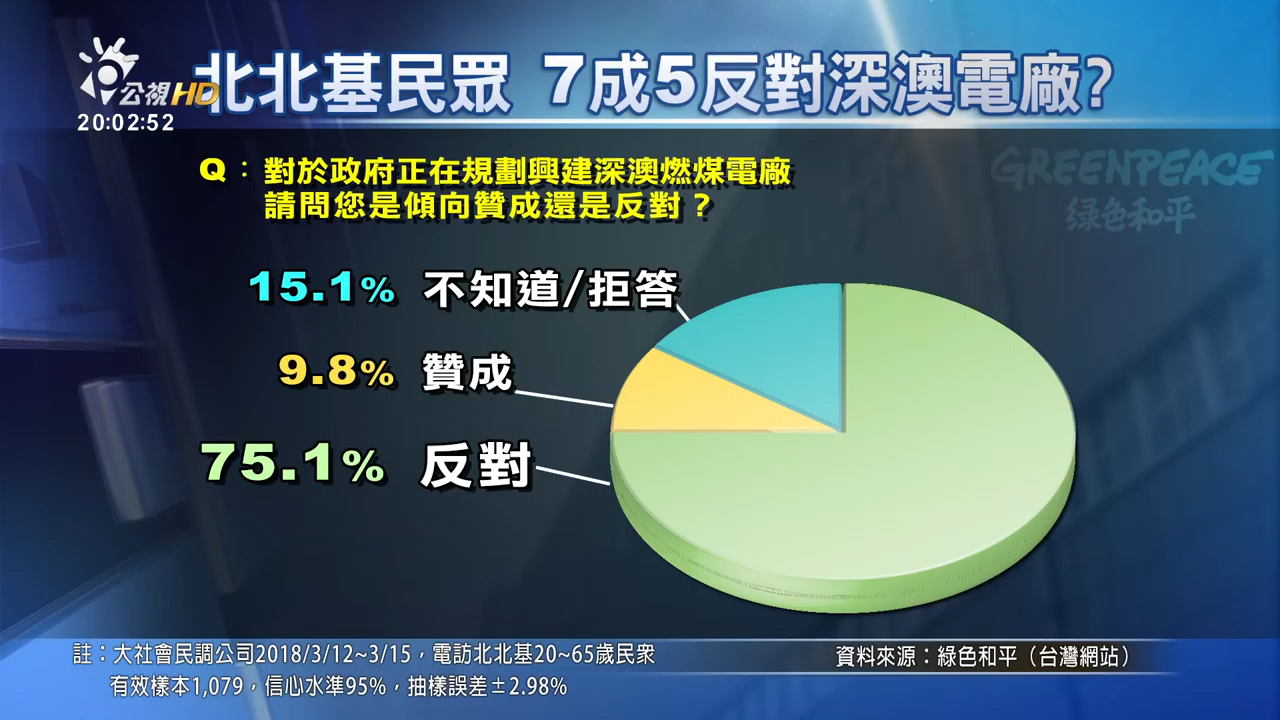 北北基民眾 7成5反對深澳電廠?
公視HD
20:02:52
Q：對於政府正在規劃興建深澳燃煤電廠
請問您是傾向贊成還是反對？
GREENPEACE
绿色和平
15.1% 不知道/拒答
9.8% 贊成
75.1% 反對
註：大社會民調公司2018/3/12~3/15，電訪北北基20~65歲民衆
有效樣本1,079，信心水準95%，抽樣誤差±2.98%
資料來源：綠色和平（台灣網站）